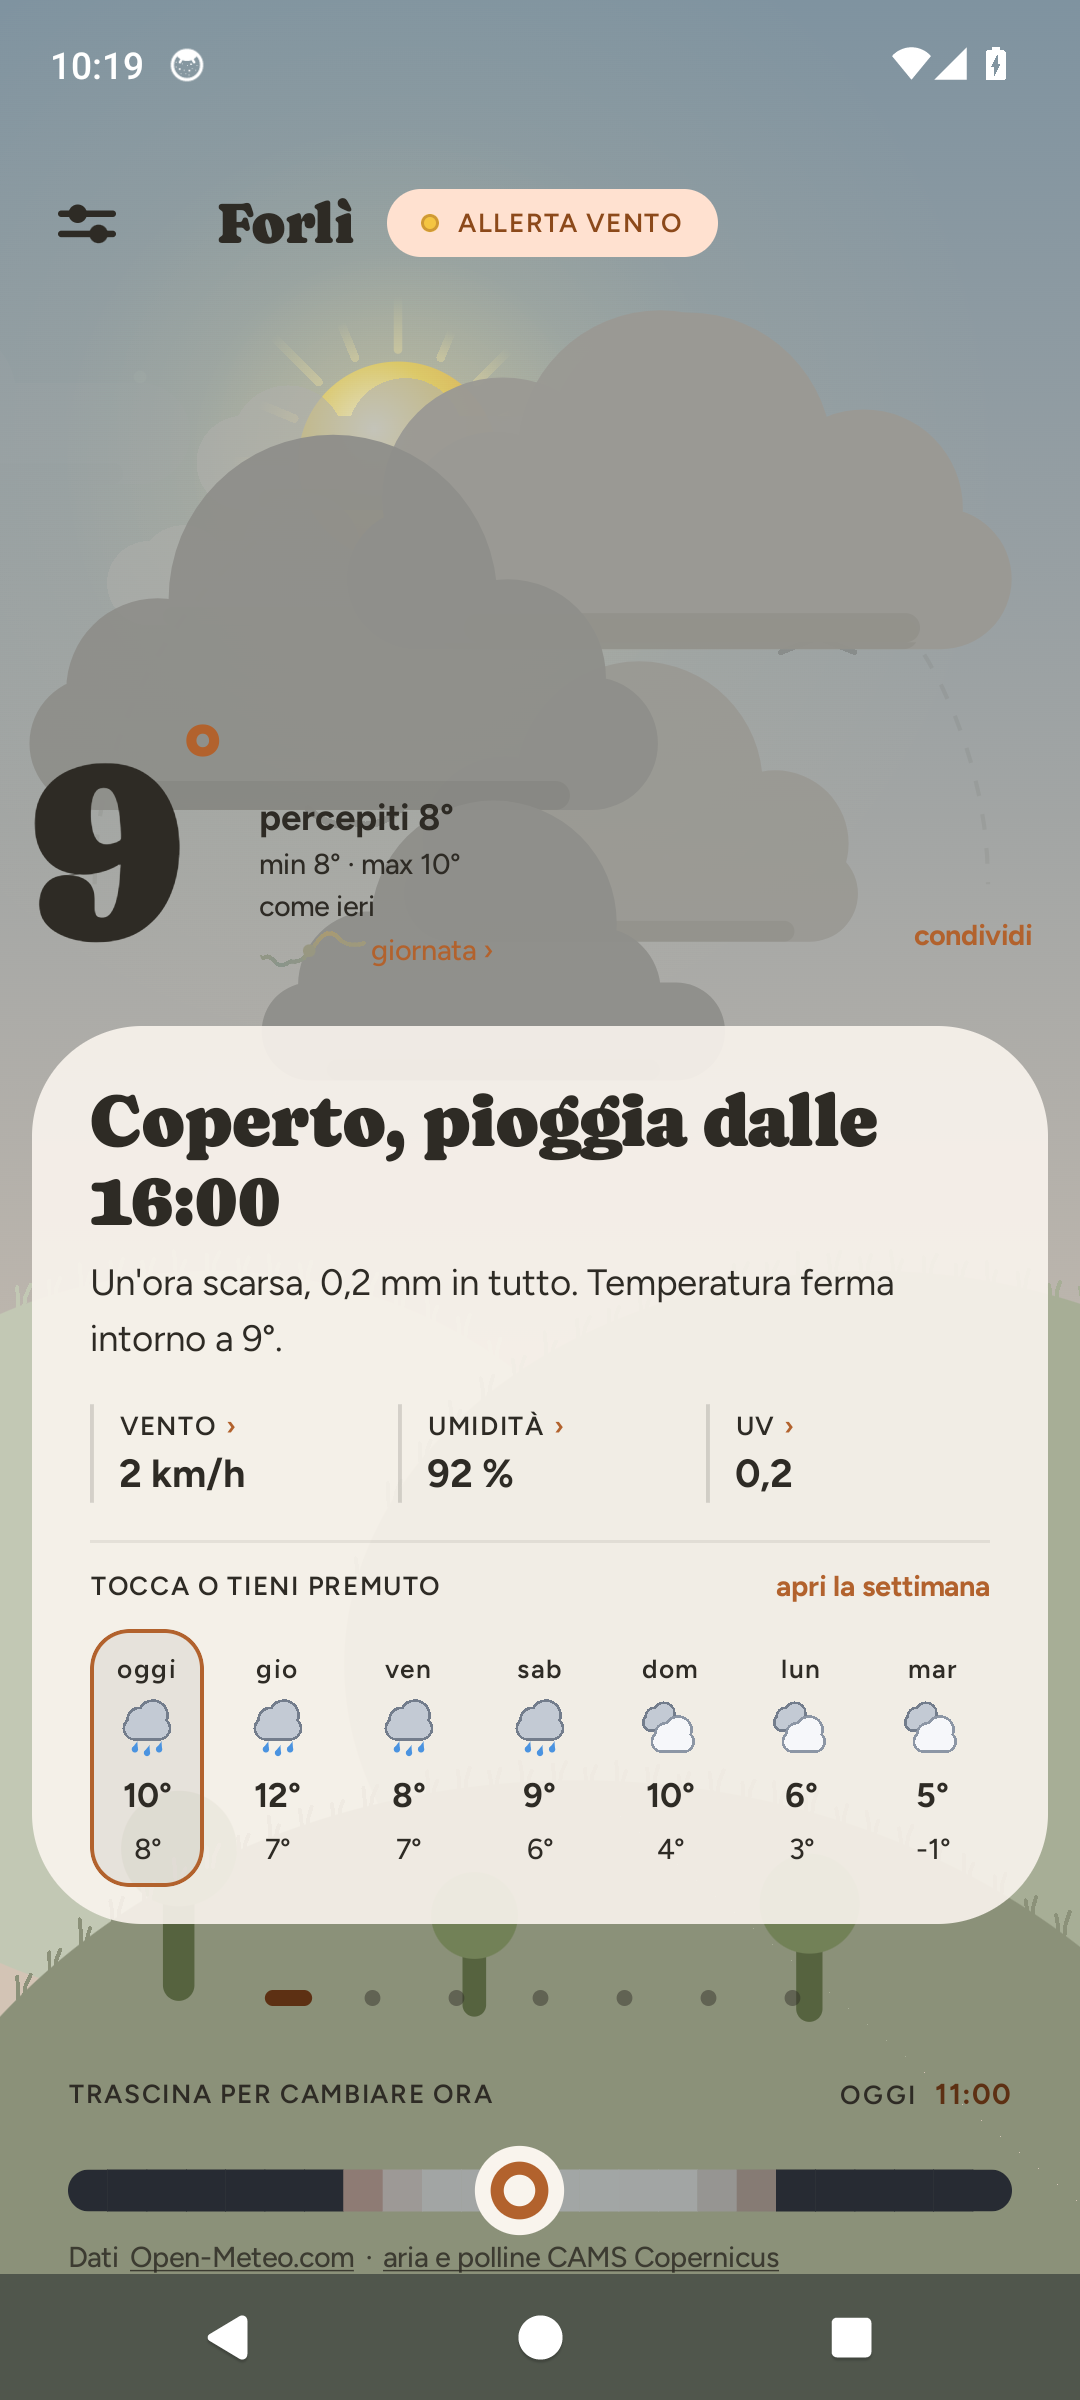 10:19
Forlì
ALLERTA VENTO
9°
percepiti 8°
min 8° · max 10°
come ieri
giornata ›
condividi
Coperto, pioggia dalle
16:00
Un'ora scarsa, 0,2 mm in tutto. Temperatura ferma
intorno a 9°.
VENTO › UMIDITÀ › UV ›
2 km/h 92 % 0,2
TOCCA O TIENI PREMUTO apri la settimana
oggi gio ven sab dom lun mar
10° 12° 8° 9° 10° 6° 5°
8° 7° 7° 6° 4° 3° -1°
TRASCINA PER CAMBIARE ORA OGGI 11:00
Dati Open-Meteo.com · aria e polline CAMS Copernicus